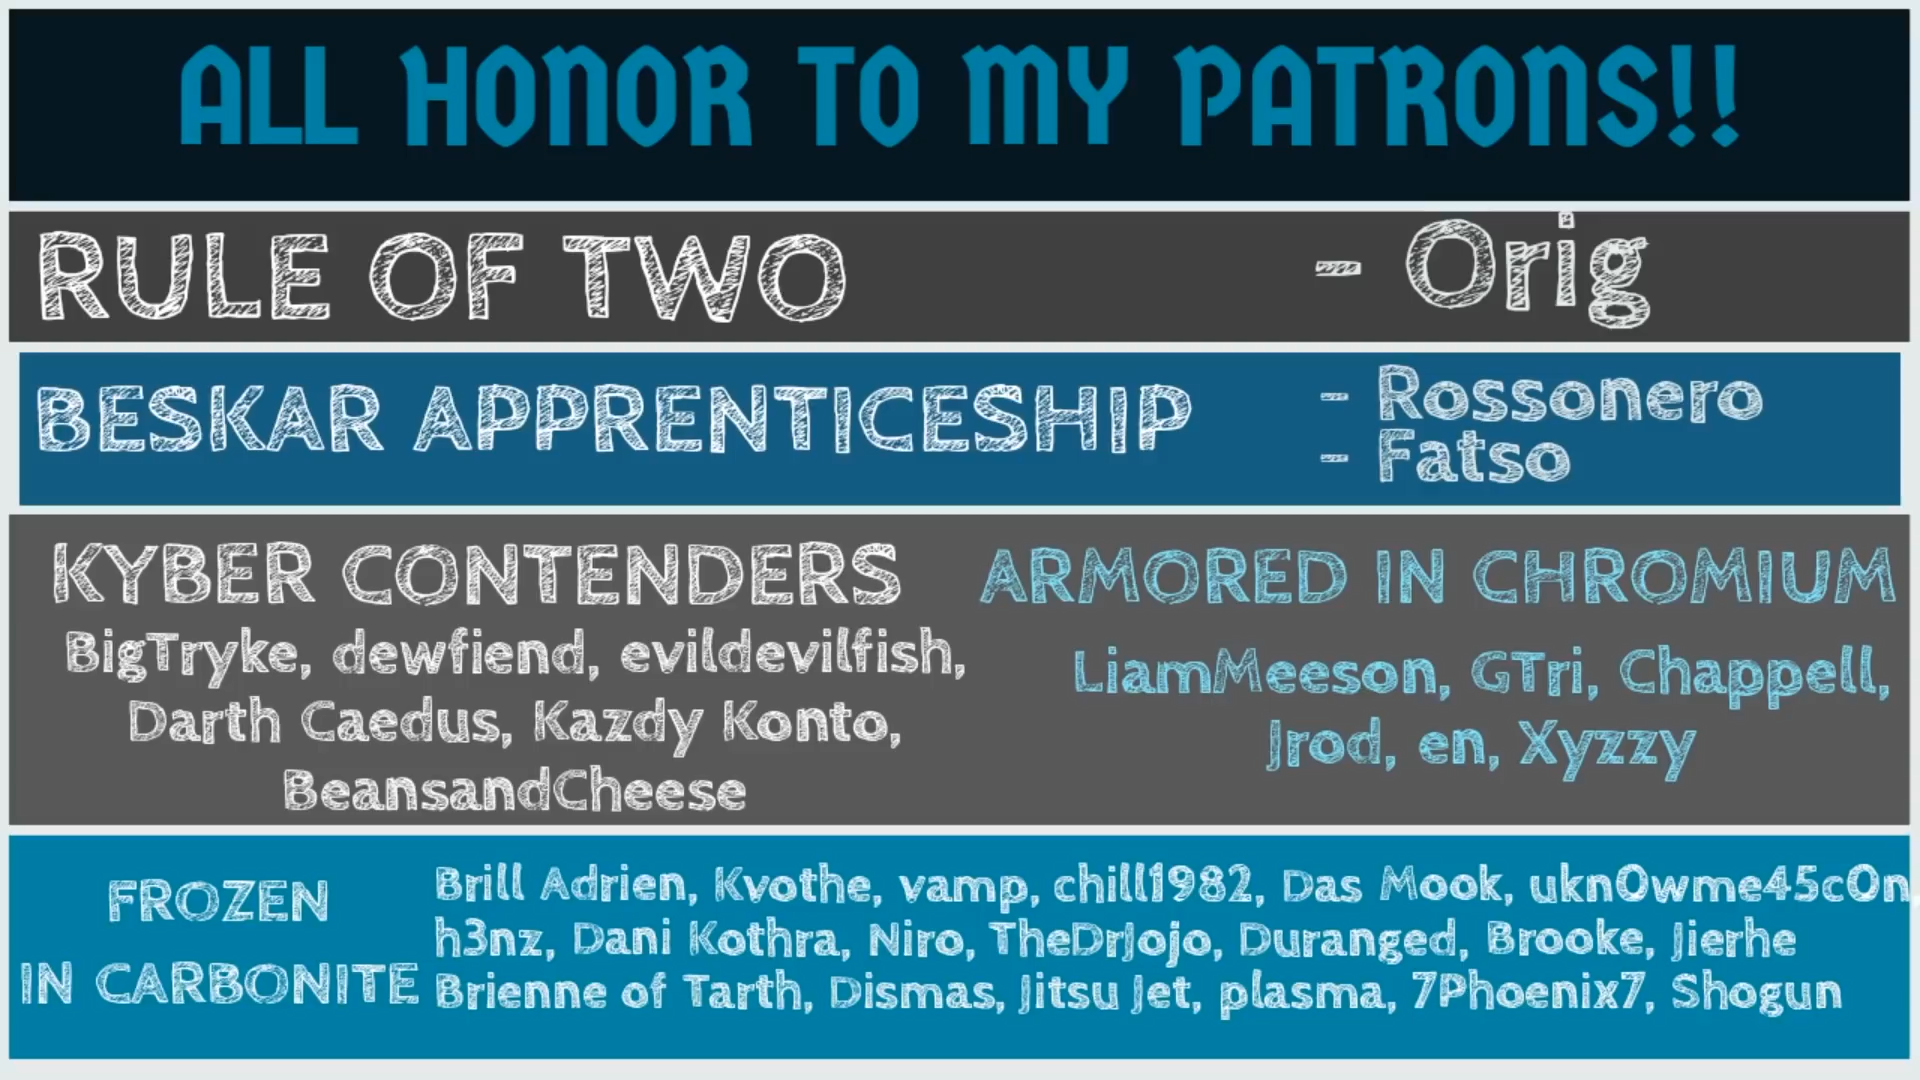 ALL HONOR TO MY PATRONS!!
RULE OF TWO
- Orig
BESKAR APPRENTICESHIP
- Rossonero
- Fatso
KYBER CONTENDERS
BigTryke, dewfiend, evildevilfish,
Darth Caedus, Kazdy Konto,
BeansandCheese
ARMORED IN CHROMIUM
LiamMeeson, GTri, Chappell,
Jrod, en, Xyzzy
FROZEN
IN CARBONITE
Brill Adrien, Kvothe, vamp, chill1982, Das Mook, ukn0wme45c0n,
h3nz, Dani Kothra, Niro, TheDrJojo, Duranged, Brooke, Jierhe
Brienne of Tarth, Dismas, Jitsu Jet, plasma, 7Phoenix7, Shogun